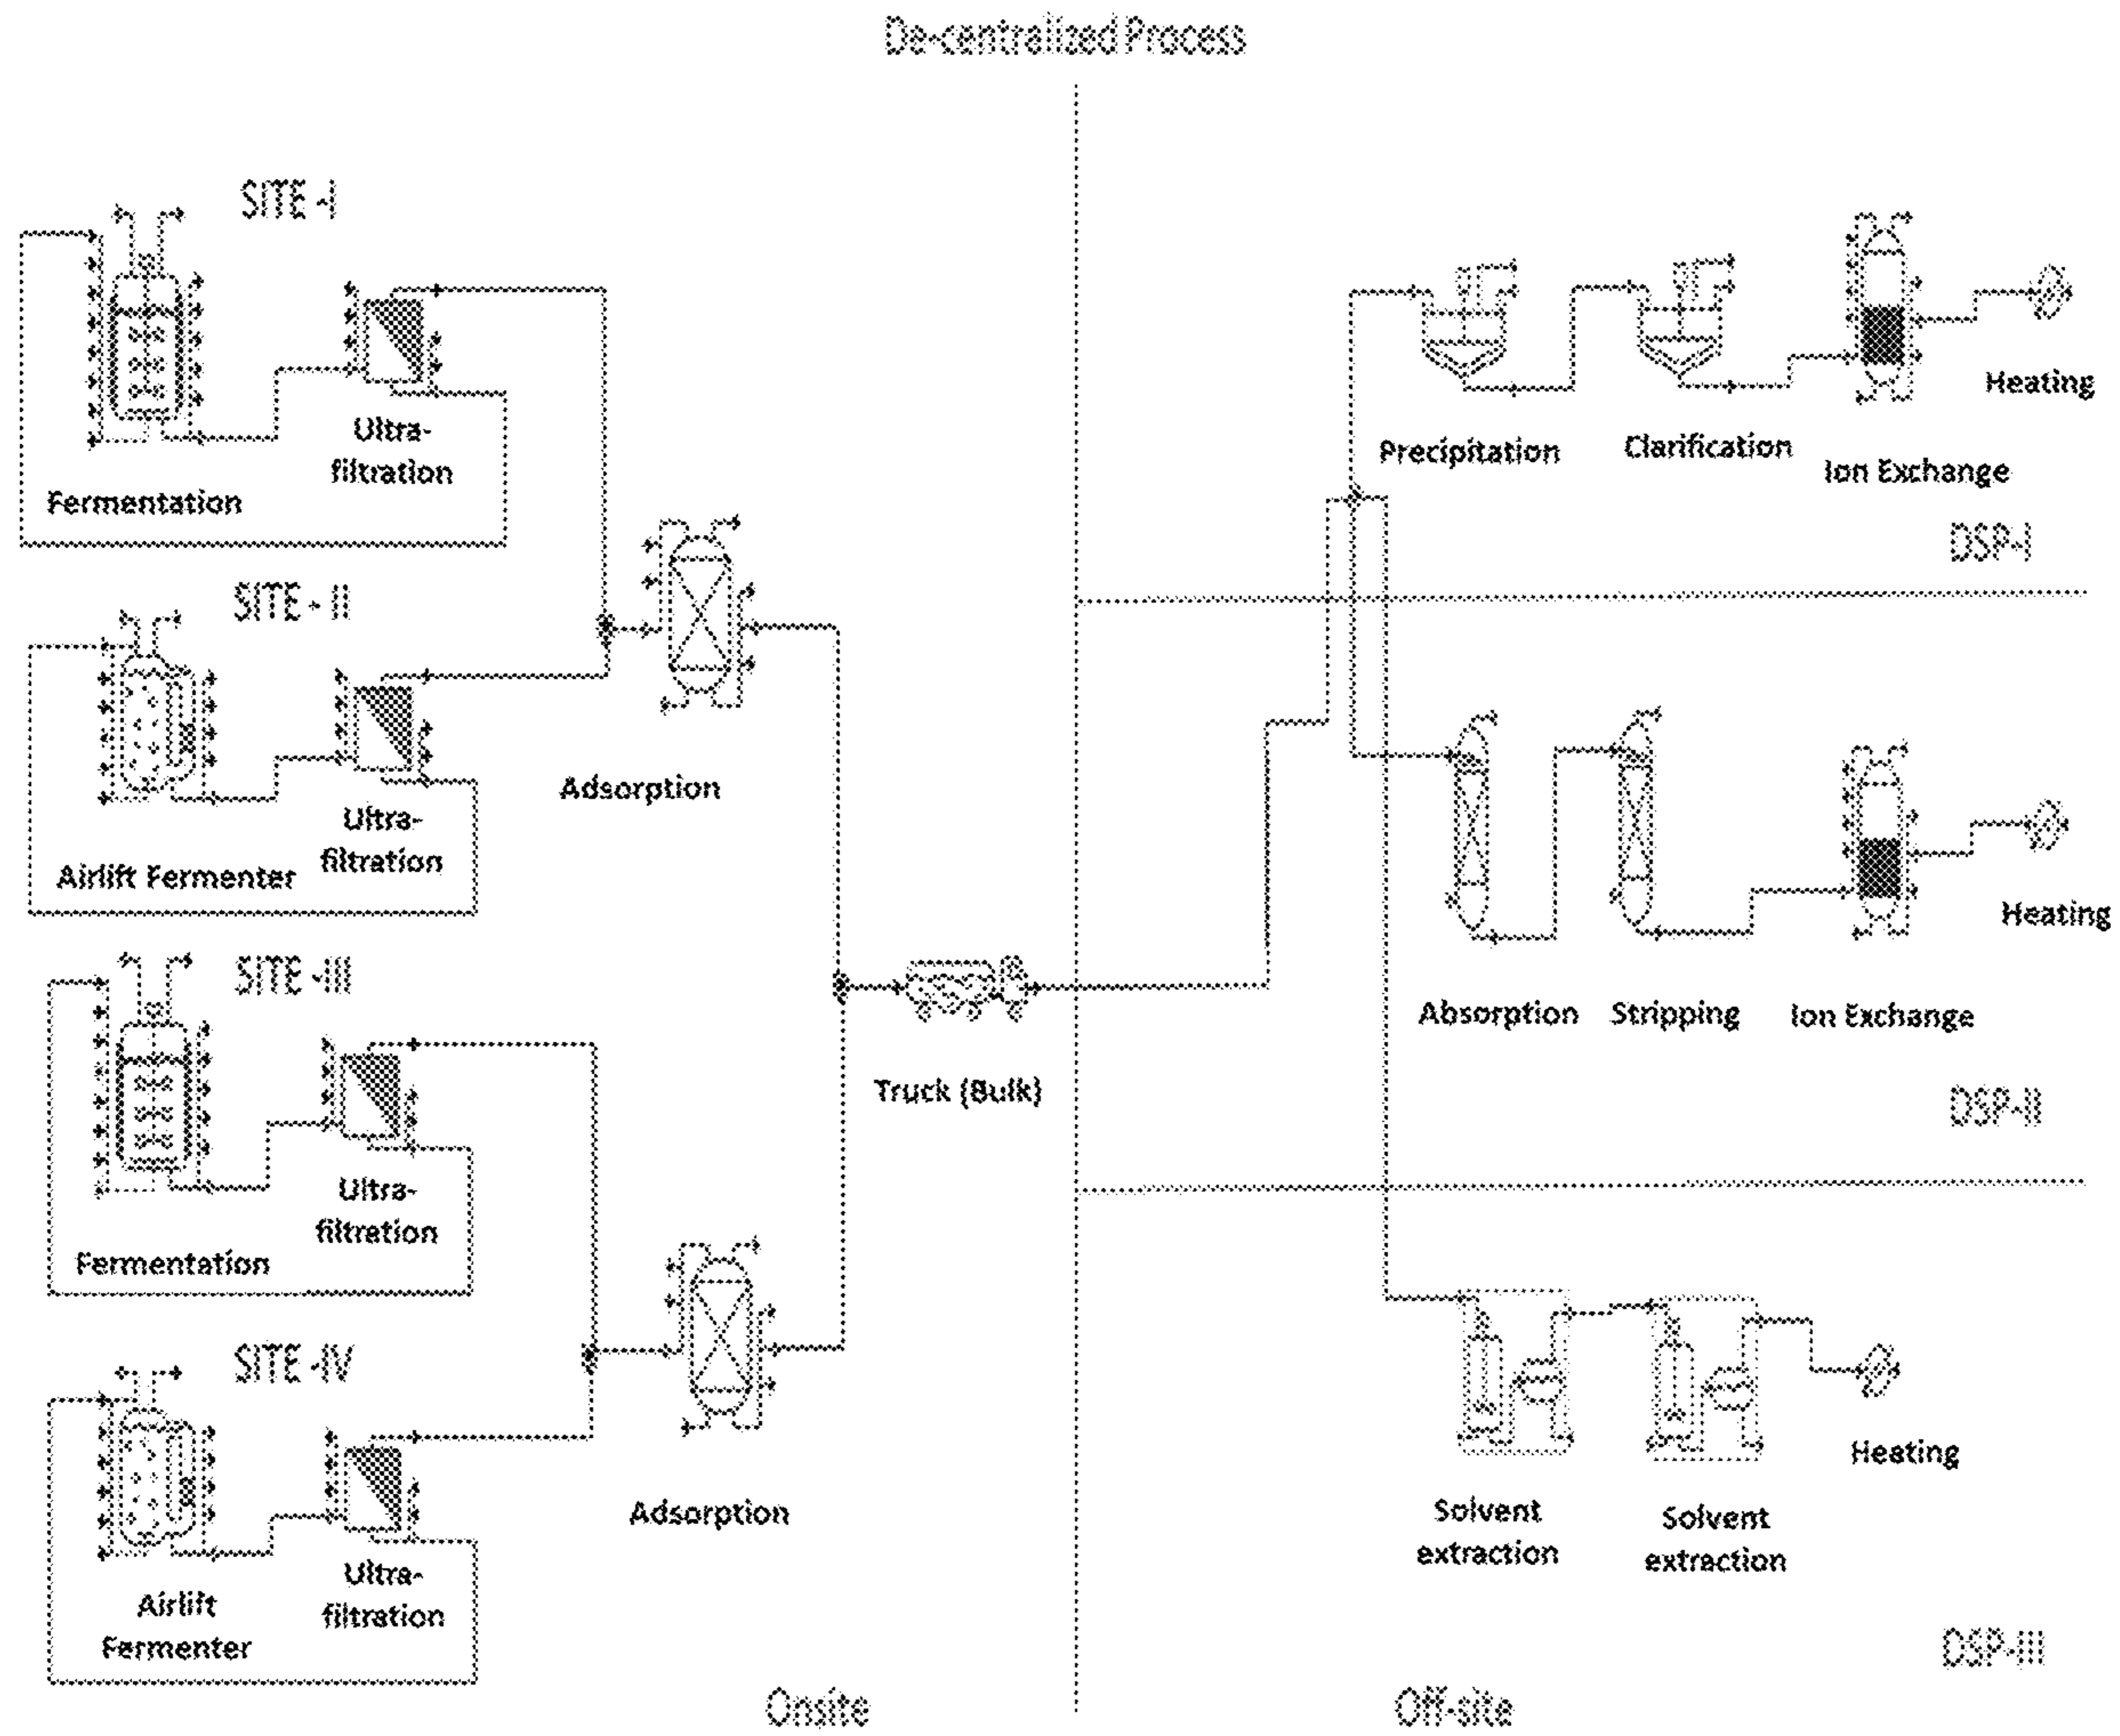 De-centralized Process
SITE -I
Ultra-
filtration
Fermentation
SITE - II
Ultra-
filtration
Airlift Fermenter
Adsorption
SITE -III
Ultra-
filtration
Fermentation
SITE -IV
Ultra-
filtration
Airlift
Fermenter
Adsorption
Truck (Bulk)
Onsite
Precipitation
Clarification
Ion Exchange
Heating
DSP-I
Absorption
Stripping
Ion Exchange
Heating
DSP-II
Solvent
extraction
Solvent
extraction
Heating
DSP-III
Off-site